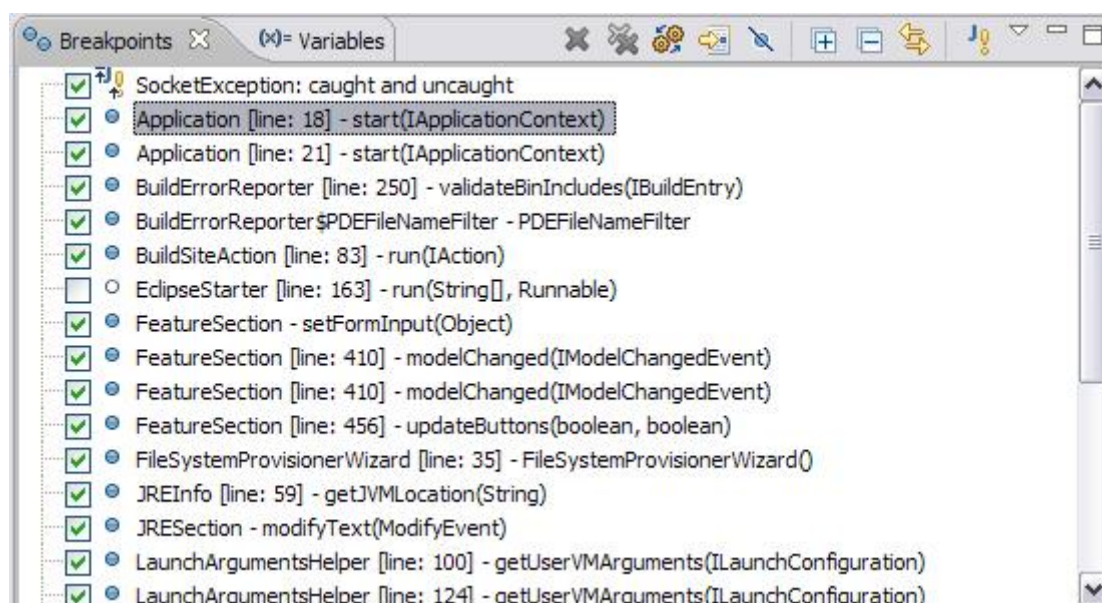 Breakpoints (x)= Variables
SocketException: caught and uncaught
Application [line: 18] - start(IApplicationContext)
Application [line: 21] - start(IApplicationContext)
BuildErrorReporter [line: 250] - validateBinIncludes(IBuildEntry)
BuildErrorReporter$PDEFileNameFilter - PDEFileNameFilter
BuildSiteAction [line: 83] - run(IAction)
EclipseStarter [line: 163] - run(String[], Runnable)
FeatureSection - setFormInput(Object)
FeatureSection [line: 410] - modelChanged(IModelChangedEvent)
FeatureSection [line: 410] - modelChanged(IModelChangedEvent)
FeatureSection [line: 456] - updateButtons(boolean, boolean)
FileSystemProvisionerWizard [line: 35] - FileSystemProvisionerWizard()
JREInfo [line: 59] - getJVMLocation(String)
JRESection - modifyText(ModifyEvent)
LaunchArgumentsHelper [line: 100] - getUserVMArguments(ILaunchConfiguration)
LaunchArgumentsHelper [line: 124] - getUserVMArguments(ILaunchConfiguration)